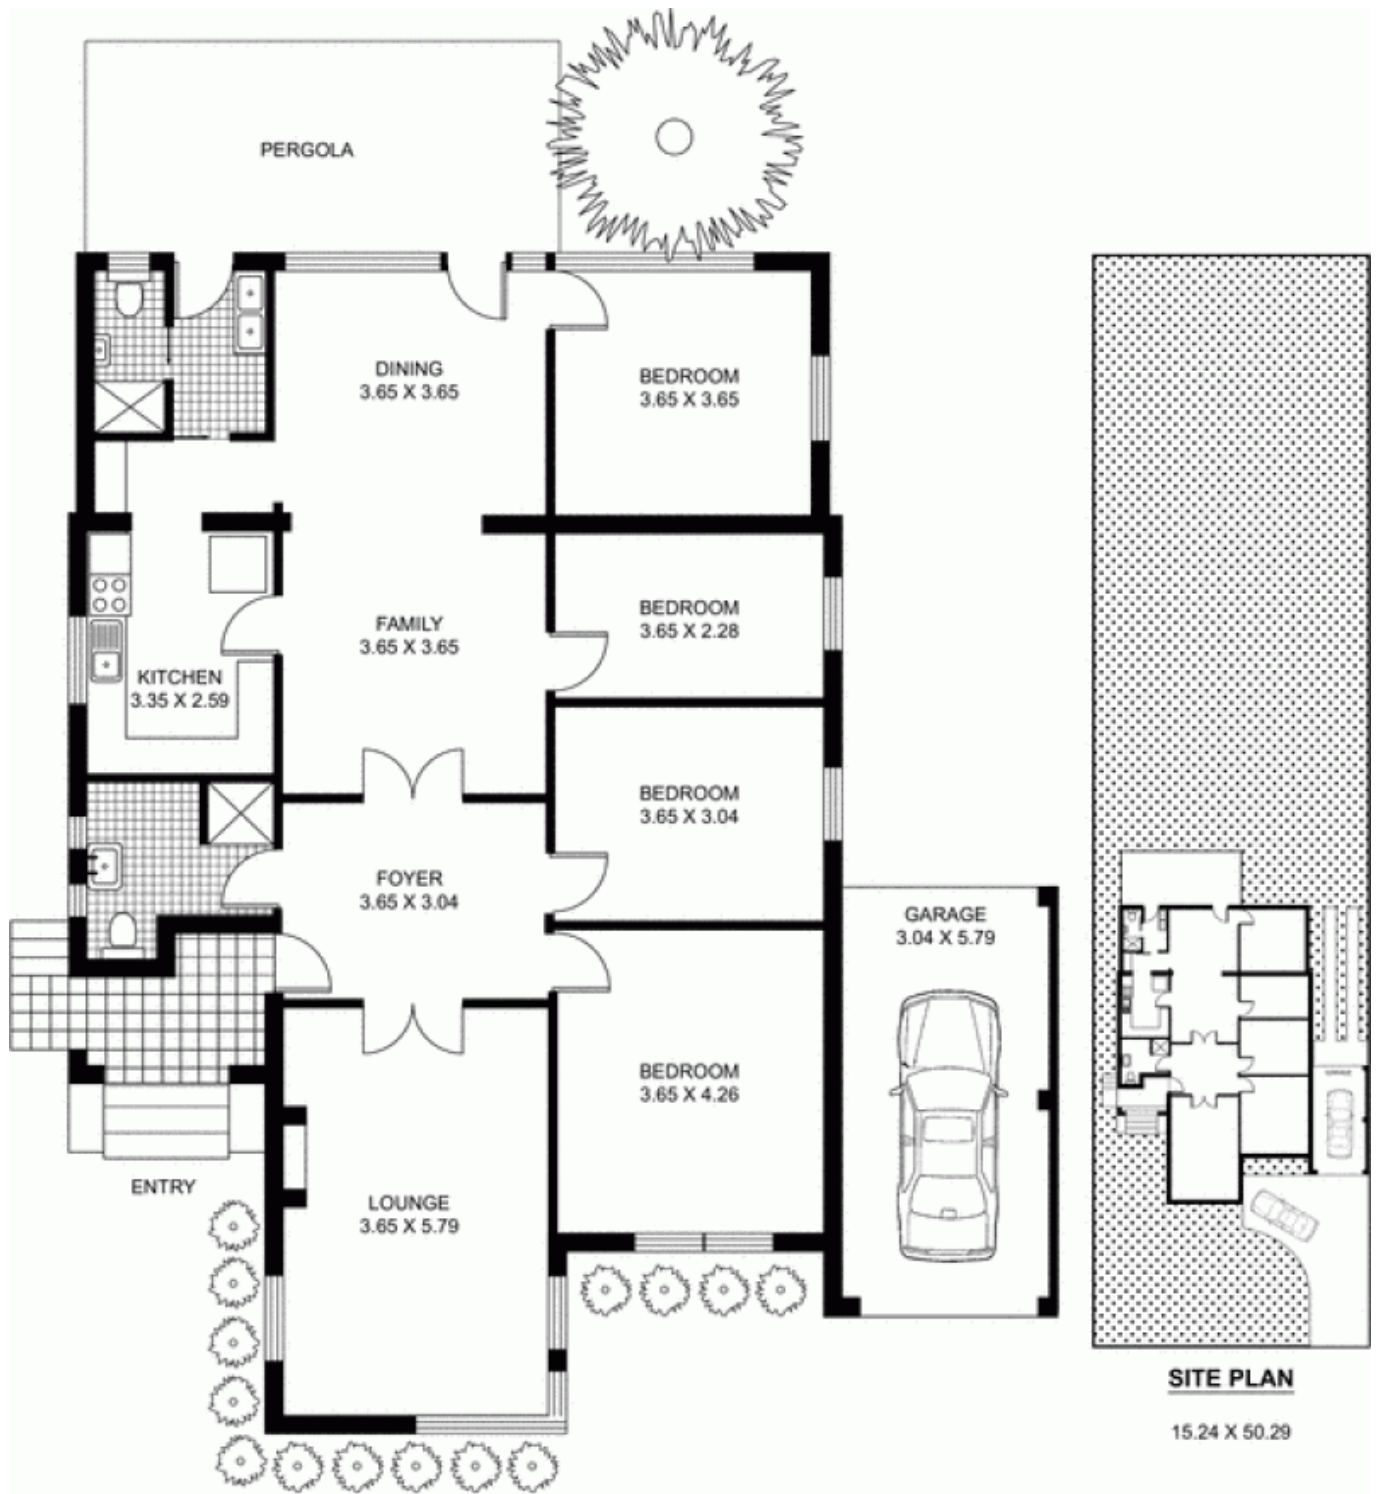 PERGOLA
DINING
3.65 X 3.65
BEDROOM
3.65 X 3.65
FAMILY
3.65 X 3.65
BEDROOM
3.65 X 2.28
KITCHEN
3.35 X 2.59
BEDROOM
3.65 X 3.04
FOYER
3.65 X 3.04
GARAGE
3.04 X 5.79
BEDROOM
3.65 X 4.26
ENTRY
LOUNGE
3.65 X 5.79
SITE PLAN
15.24 X 50.29